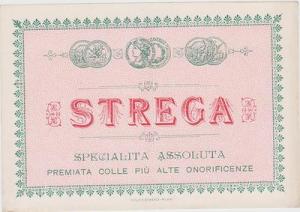 STREGA
SPECIALITÀ ASSOLUTA
PREMIATA COLLE PIÙ ALTE ONORIFICENZE